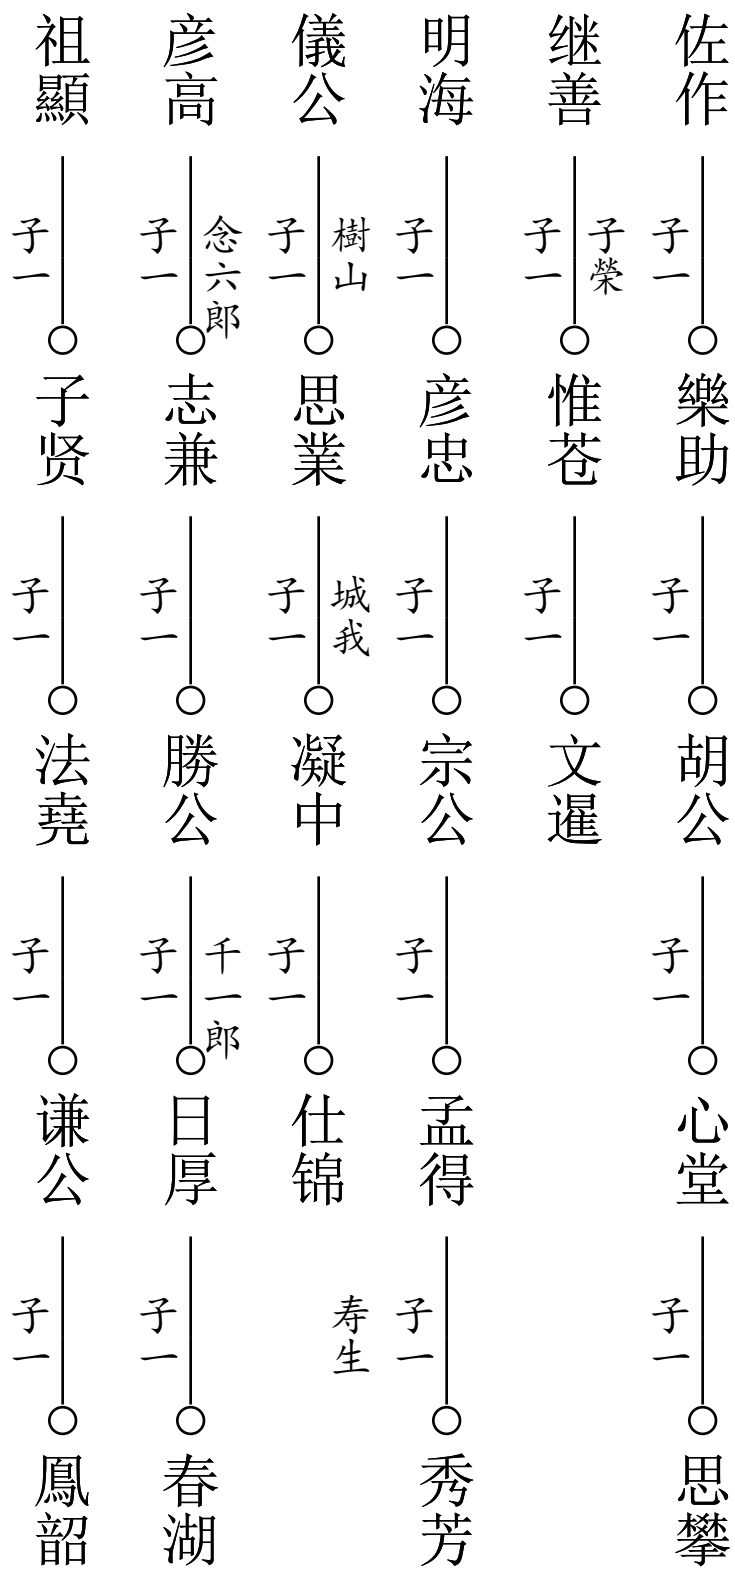 佐作
子一
樂助
子一
胡公
子一
心堂
子一
思攀
继善
子榮
子一
惟苍
子一
文暹
明海
子一
彦忠
子一
宗公
子一
孟得
子一
秀芳
儀公
樹山
子一
思業
城我
子一
凝中
子一
仕锦
寿生
彦高
念六郎
子一
志兼
子一
勝公
千一郎
子一
日厚
子一
春湖
祖顯
子一
子贤
子一
法堯
子一
谦公
子一
鳳韶